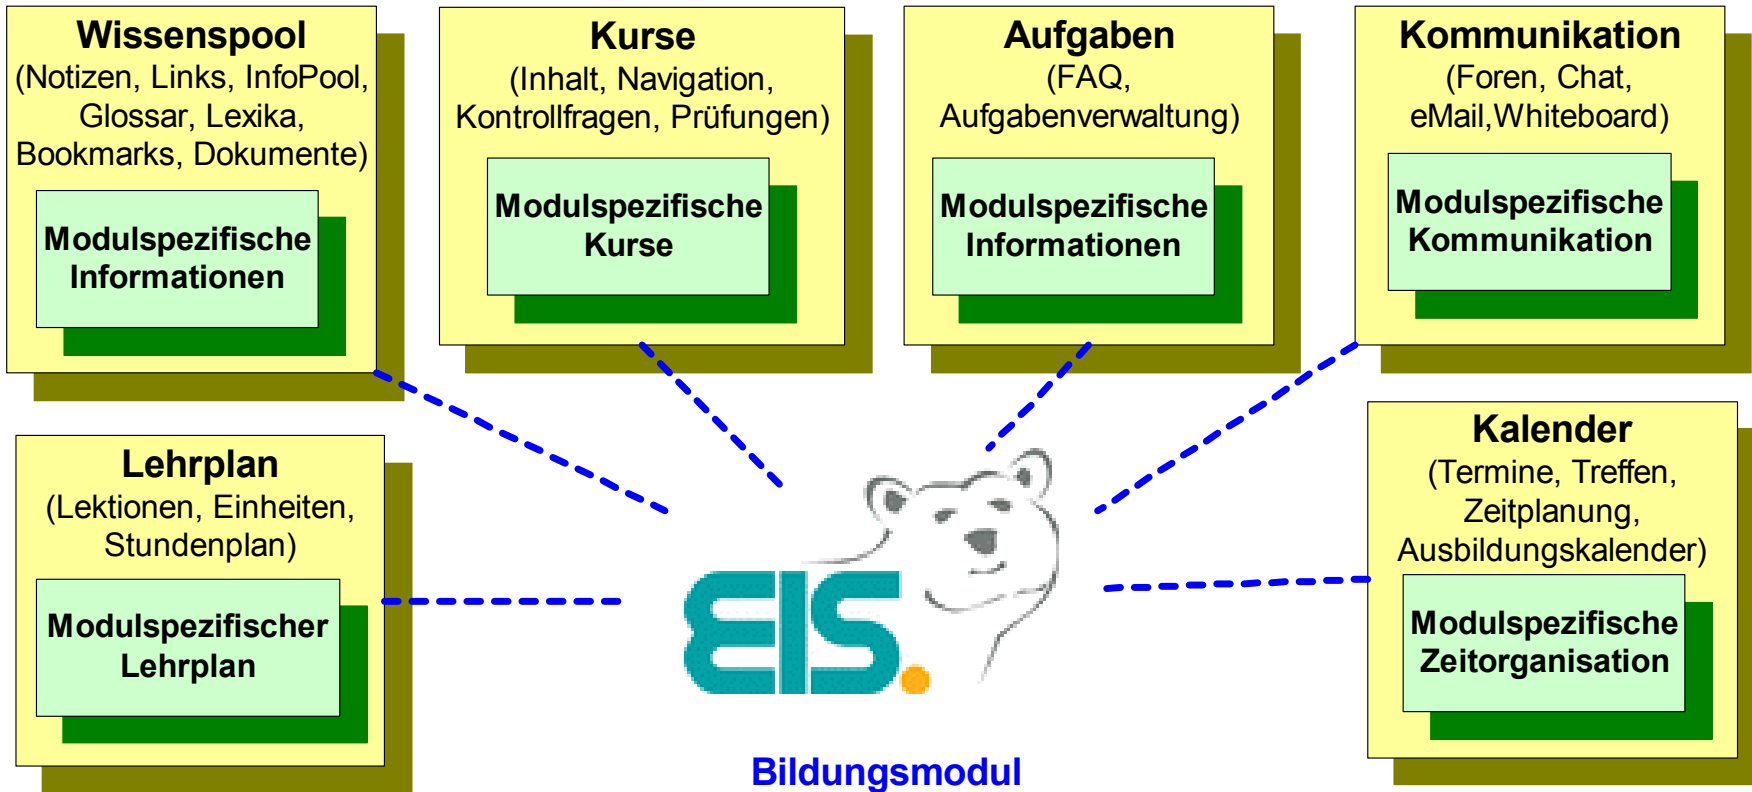 Wissenspool
(Notizen, Links, InfoPool,
Glossar, Lexika,
Bookmarks, Dokumente)
Modulspezifische
Informationen
Kurse
(Inhalt, Navigation,
Kontrollfragen, Prüfungen)
Modulspezifische
Kurse
Aufgaben
(FAQ,
Aufgabenverwaltung)
Modulspezifische
Informationen
Kommunikation
(Foren, Chat,
eMail,Whiteboard)
Modulspezifische
Kommunikation
Lehrplan
(Lektionen, Einheiten,
Stundenplan)
Modulspezifischer
Lehrplan
EIS.
Kalender
(Termine, Treffen,
Zeitplanung,
Ausbildungskalender)
Modulspezifische
Zeitorganisation
Bildungsmodul